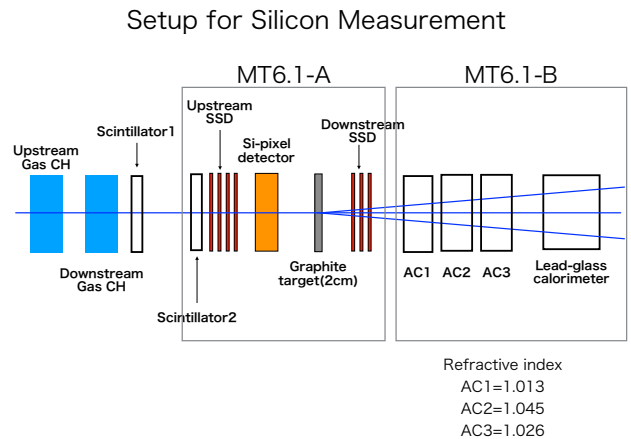 Setup for Silicon Measurement
MT6.1-A
MT6.1-B
Upstream
SSD
Scintillator1
Downstream
SSD
Si-pixel
detector
Upstream
Gas CH
Downstream
Gas CH
Graphite
target(2cm)
AC1
AC2
AC3
Lead-glass
calorimeter
Scintillator2
Refractive index
AC1=1.013
AC2=1.045
AC3=1.026